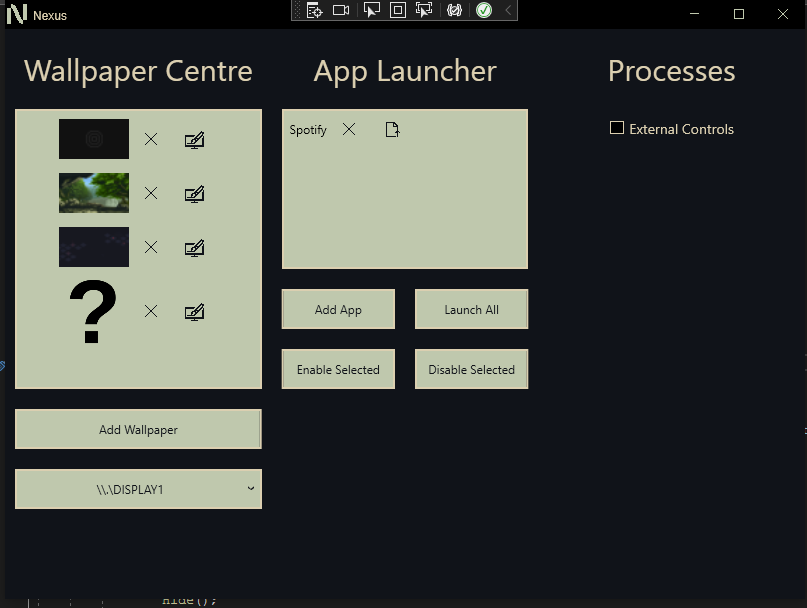 Nexus
Wallpaper Centre
App Launcher
Processes
Spotify
External Controls
?
Add App
Launch All
Enable Selected
Disable Selected
Add Wallpaper
\\.\DISPLAY1
Hide();